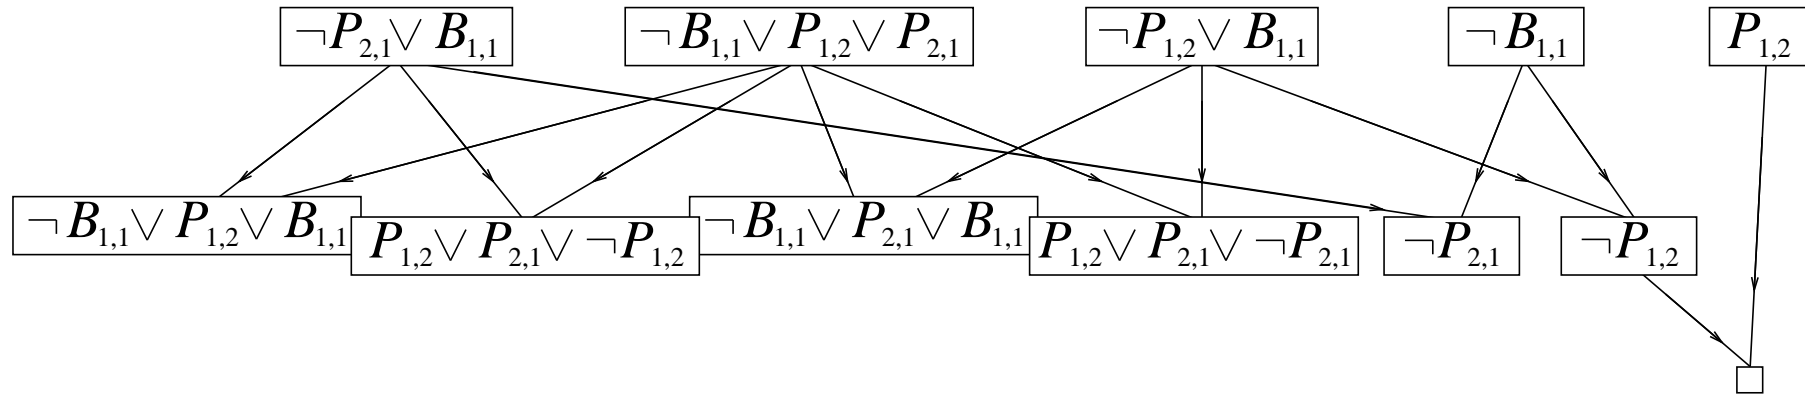 ¬P₂,₁ ∨ B₁,₁ ¬B₁,₁ ∨ P₁,₂ ∨ P₂,₁ ¬P₁,₂ ∨ B₁,₁ ¬B₁,₁ P₁,₂
¬B₁,₁ ∨ P₁,₂ ∨ B₁,₁ P₁,₂ ∨ P₂,₁ ∨ ¬P₁,₂ ¬B₁,₁ ∨ P₂,₁ ∨ B₁,₁ P₁,₂ ∨ P₂,₁ ∨ ¬P₂,₁ ¬P₂,₁ ¬P₁,₂